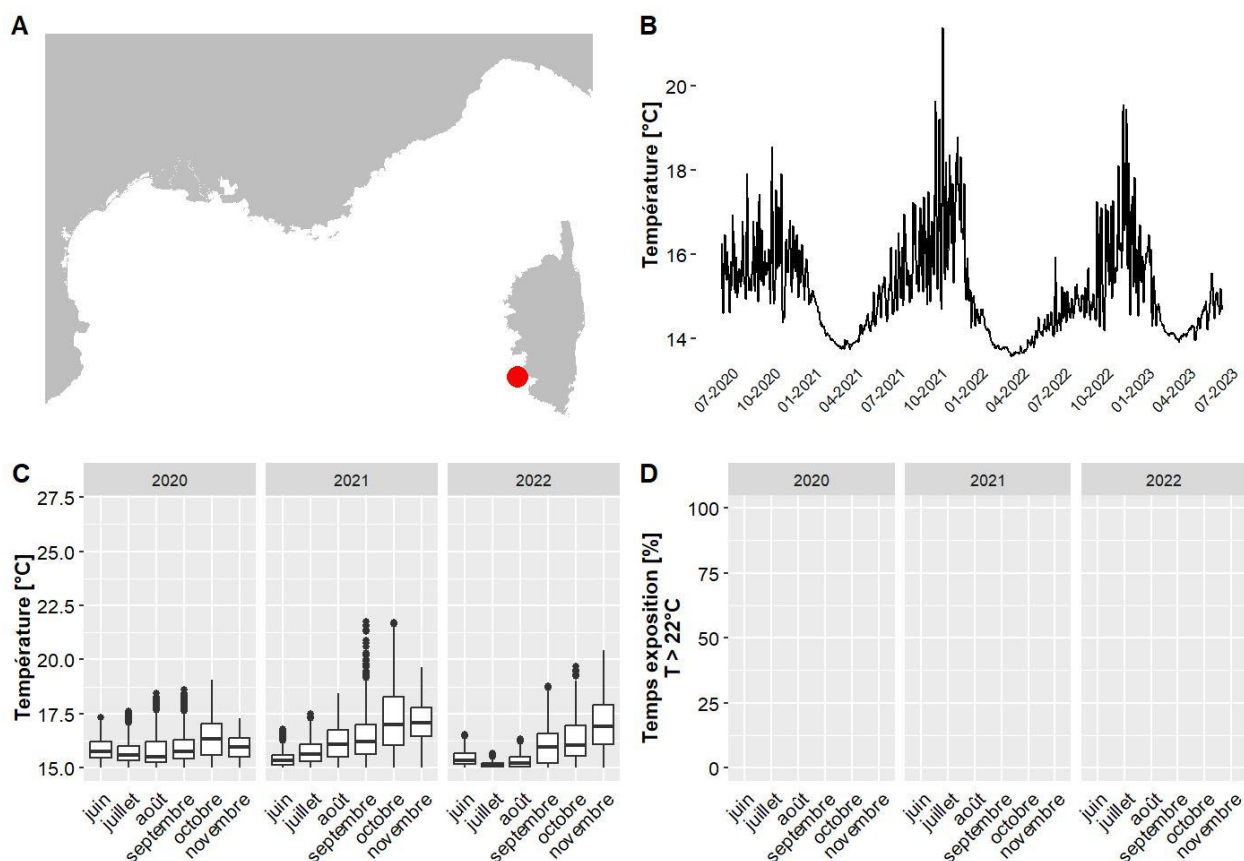 A
B
Température [°C]
20
18
16
14
07-2020
10-2020
01-2021
04-2021
07-2021
10-2021
01-2022
04-2022
07-2022
10-2022
01-2023
04-2023
07-2023
C
2020
2021
2022
Température [°C]
27.5
25.0
22.5
20.0
17.5
15.0
juin
juillet
août
septembre
octobre
novembre
juin
juillet
août
septembre
octobre
novembre
juin
juillet
août
septembre
octobre
novembre
D
2020
2021
2022
Temps exposition [%]
T > 22°C
100
75
50
25
0
juin
juillet
août
septembre
octobre
novembre
juin
juillet
août
septembre
octobre
novembre
juin
juillet
août
septembre
octobre
novembre